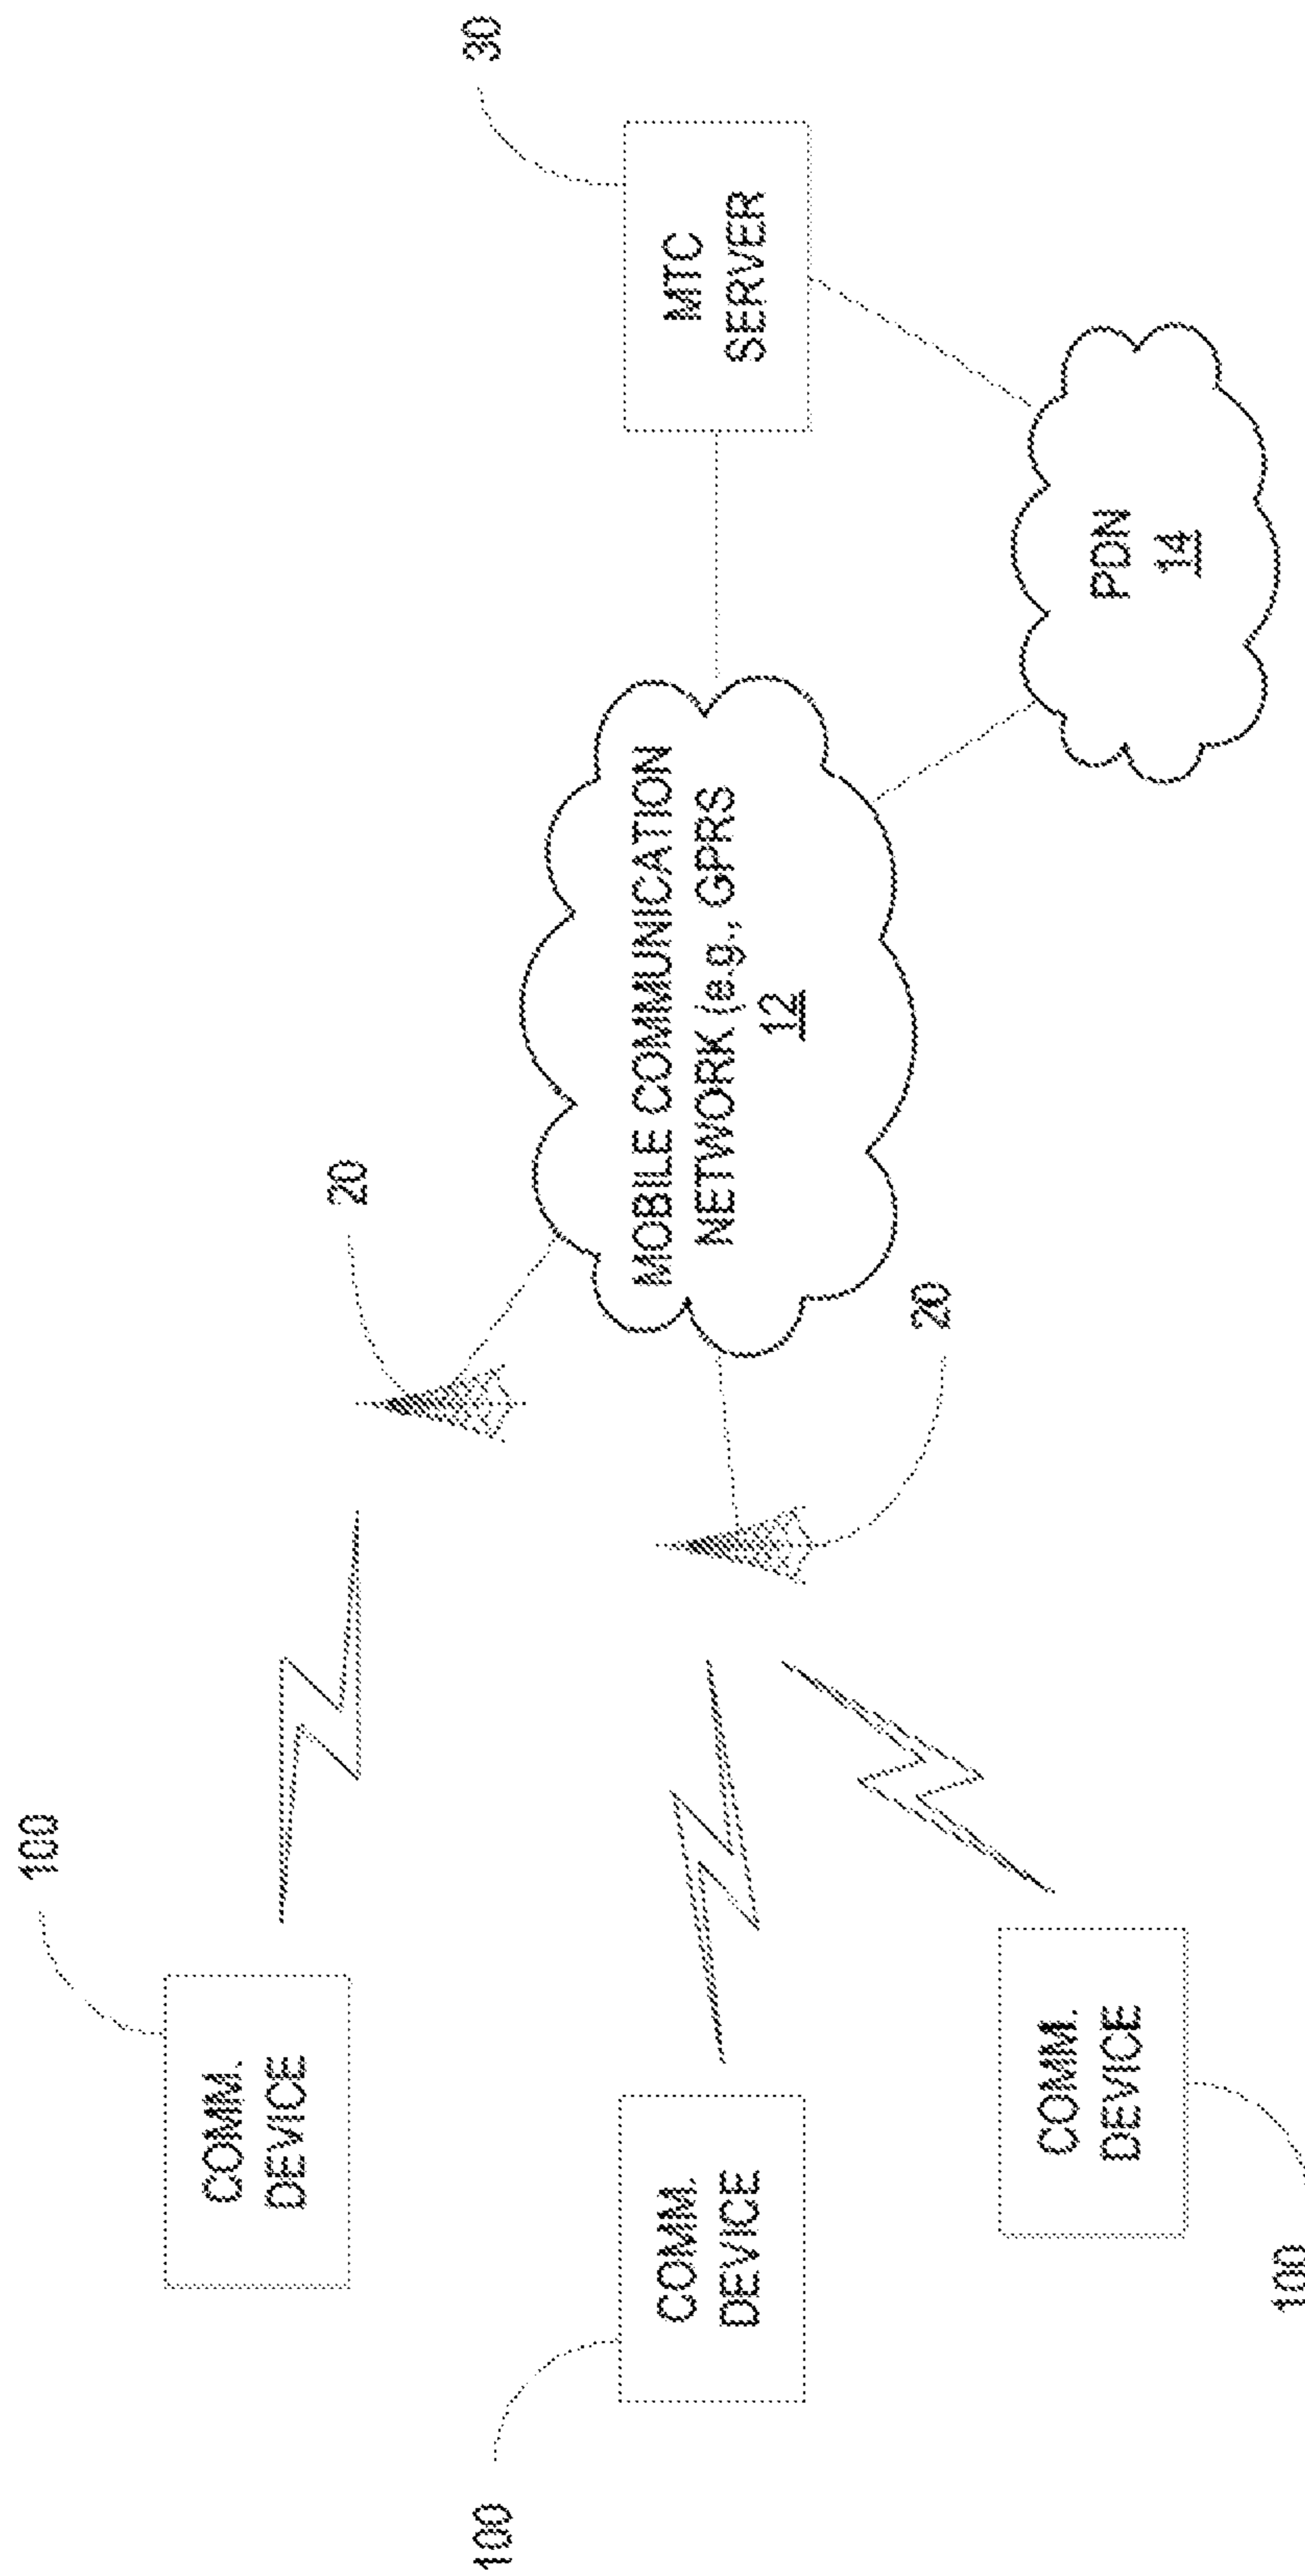 100
COMM.
DEVICE
20
30
100
COMM.
DEVICE
MOBILE COMMUNICATION
NETWORK (e.g., GPRS
12
MTC
SERVER
20
COMM.
DEVICE
100
PDN
14